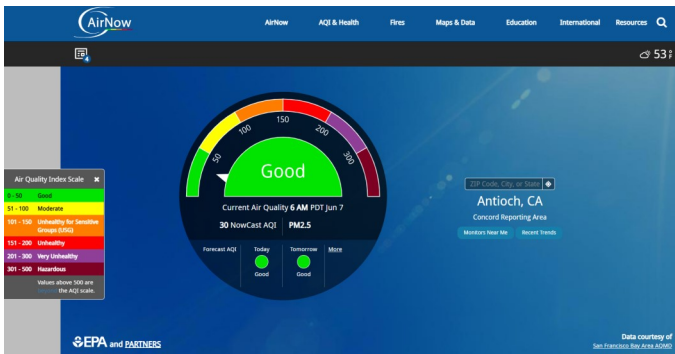 AirNow
AirNow AQI & Health Fires Maps & Data Education International Resources
4
53 °F
50
100
150
200
300
Good
Current Air Quality 6 AM PDT Jun 7
30 NowCast AQI PM2.5
Forecast AQI Today Tomorrow More
Good Good
Air Quality Index Scale ✖
0 - 50 Good
51 - 100 Moderate
101 - 150 Unhealthy for Sensitive
Groups (USG)
151 - 200 Unhealthy
201 - 300 Very Unhealthy
301 - 500 Hazardous
Values above 500 are
the AQI scale.
ZIP Code, City, or State
Antioch, CA
Concord Reporting Area
Monitors Near Me Recent Trends
EPA and PARTNERS
Data courtesy of
San Francisco Bay Area AQMD